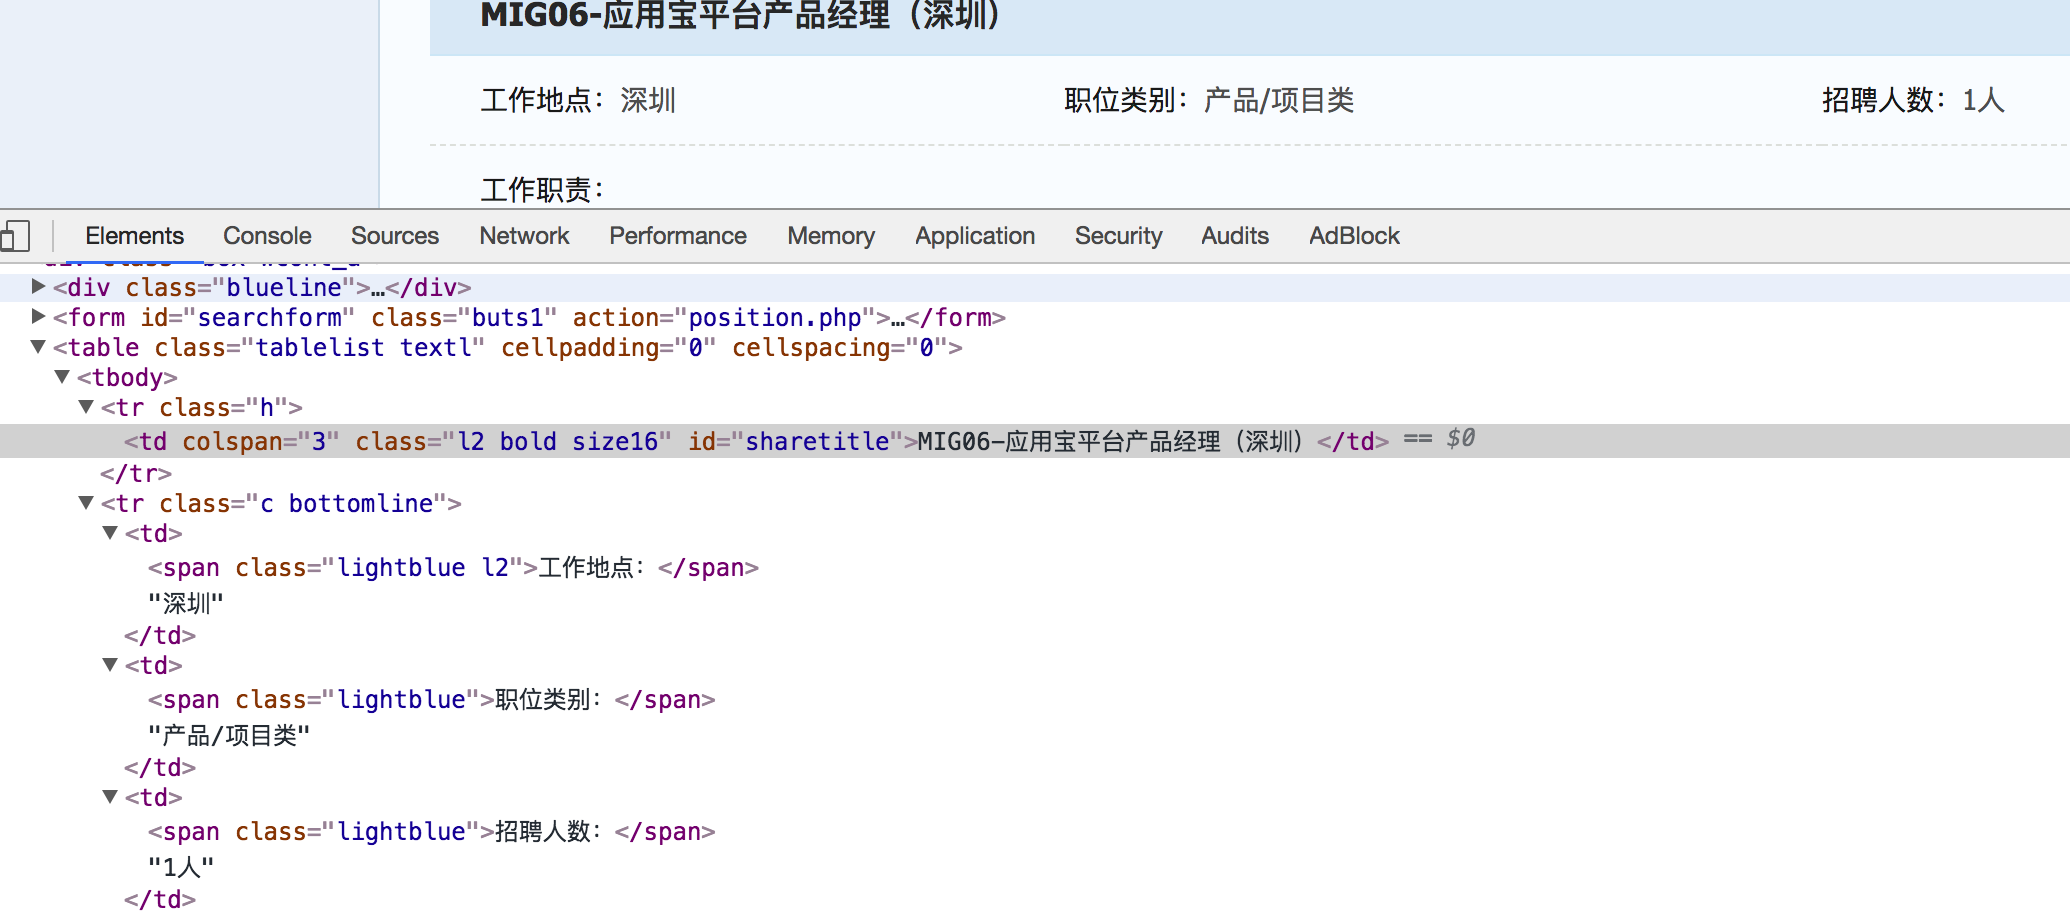 MIG06-应用宝平台产品经理（深圳）
工作地点：深圳 职位类别：产品/项目类 招聘人数：1人
工作职责：
Elements Console Sources Network Performance Memory Application Security Audits AdBlock
<div class="blueline">…</div>
<form id="searchform" class="buts1" action="position.php">…</form>
<table class="tablelist textl" cellpadding="0" cellspacing="0">
<tbody>
<tr class="h">
<td colspan="3" class="l2 bold size16" id="sharetitle">MIG06-应用宝平台产品经理（深圳）</td> == $0
</tr>
<tr class="c bottomline">
<td>
<span class="lightblue l2">工作地点：</span>
"深圳"
</td>
<td>
<span class="lightblue">职位类别：</span>
"产品/项目类"
</td>
<td>
<span class="lightblue">招聘人数：</span>
"1人"
</td>